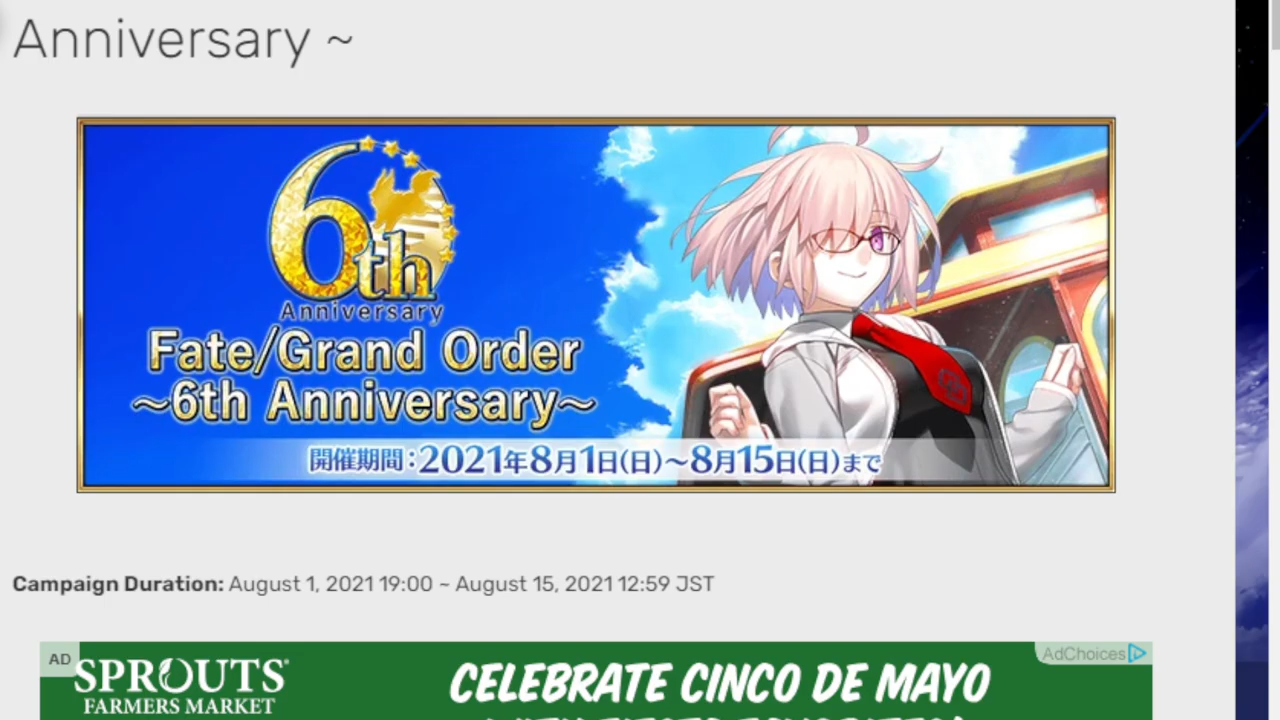 Anniversary ~
6th
Anniversary
Fate/Grand Order
~6th Anniversary~
開催期間:2021年8月1日(日)~8月15日(日)まで
Campaign Duration: August 1, 2021 19:00 ~ August 15, 2021 12:59 JST
AD
AdChoices
SPROUTS
FARMERS MARKET
CELEBRATE CINCO DE MAYO